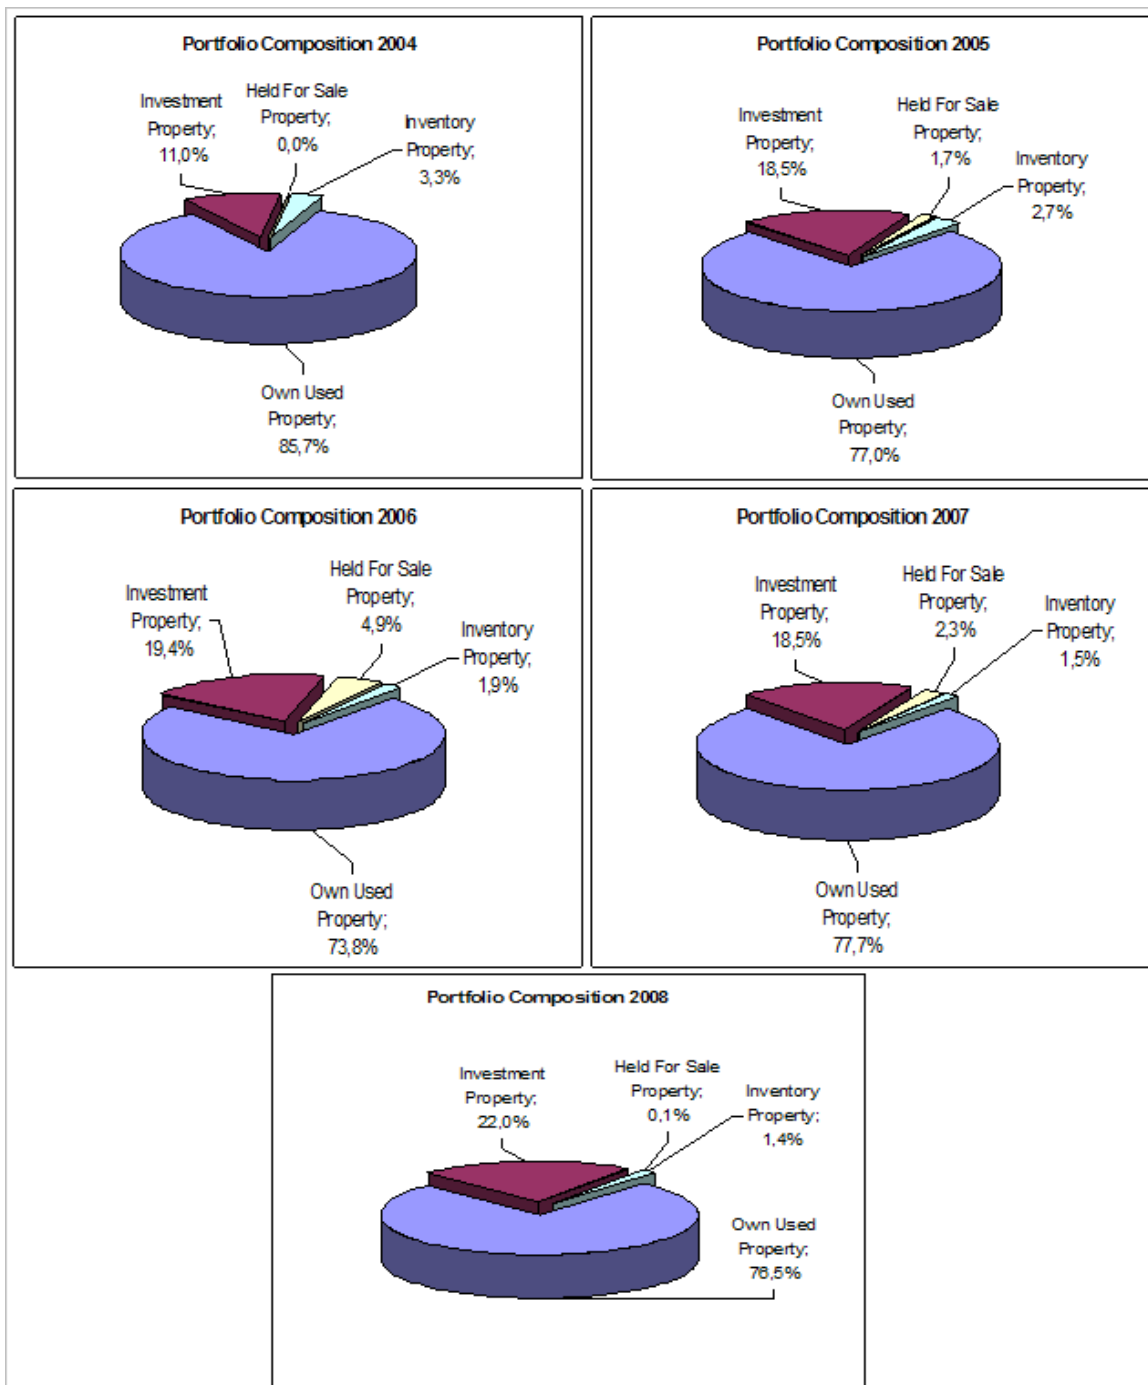 Portfolio Composition 2004
Investment
Property;
11,0%
Held For Sale
Property;
0,0%
Inventory
Property;
3,3%
Own Used
Property;
85,7%
Portfolio Composition 2005
Investment
Property;
18,5%
Held For Sale
Property;
1,7%
Inventory
Property;
2,7%
Own Used
Property;
77,0%
Portfolio Composition 2006
Investment
Property;
19,4%
Held For Sale
Property;
4,9%
Inventory
Property;
1,9%
Own Used
Property;
73,8%
Portfolio Composition 2007
Investment
Property;
18,5%
Held For Sale
Property;
2,3%
Inventory
Property;
1,5%
Own Used
Property;
77,7%
Portfolio Composition 2008
Investment
Property;
22,0%
Held For Sale
Property;
0,1%
Inventory
Property;
1,4%
Own Used
Property;
76,5%